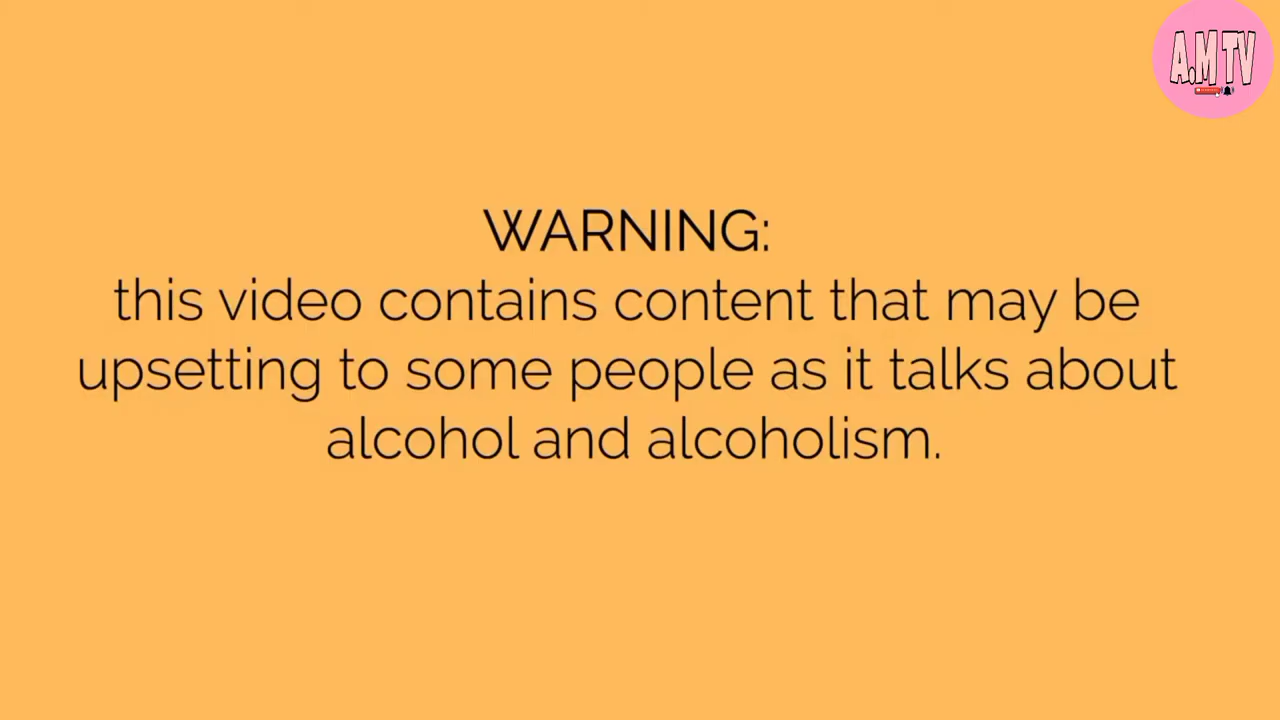 A.M TV
WARNING:
this video contains content that may be
upsetting to some people as it talks about
alcohol and alcoholism.